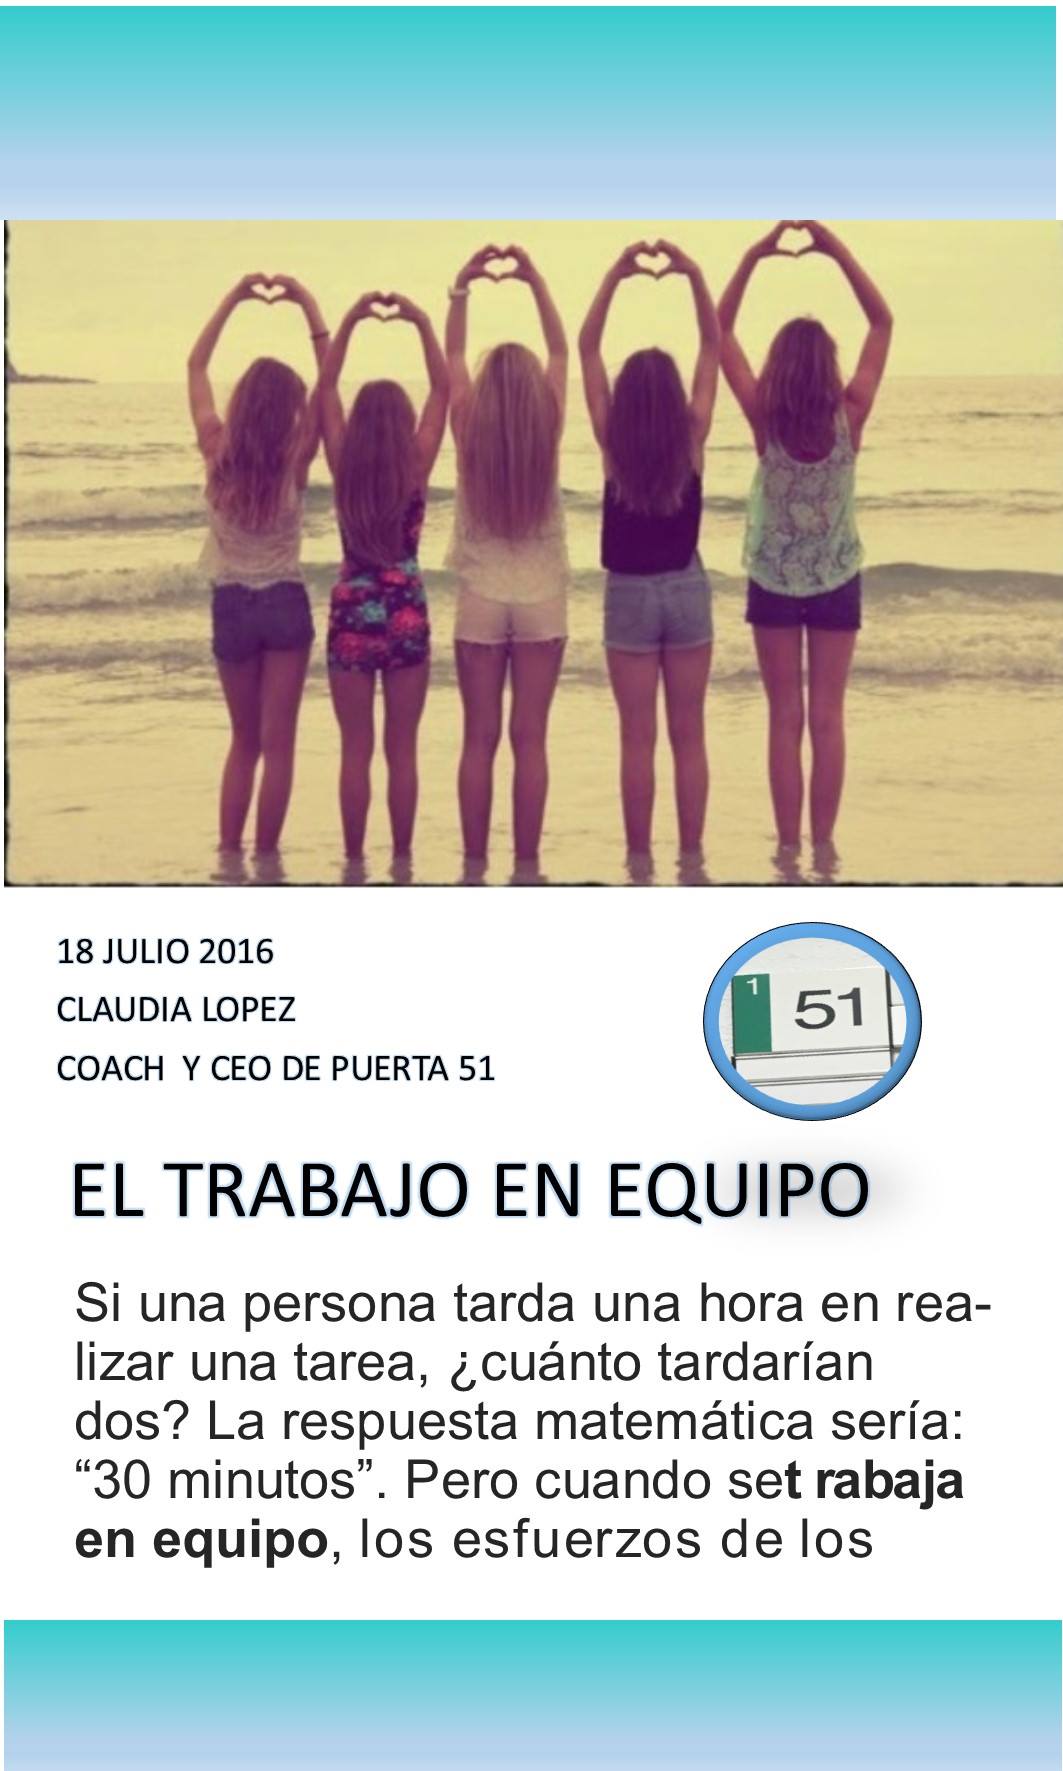 18 JULIO 2016
CLAUDIA LOPEZ
COACH Y CEO DE PUERTA 51
1
51
EL TRABAJO EN EQUIPO
Si una persona tarda una hora en rea-
lizar una tarea, ¿cuánto tardarían
dos? La respuesta matemática sería:
“30 minutos”. Pero cuando set rabaja
en equipo, los esfuerzos de los